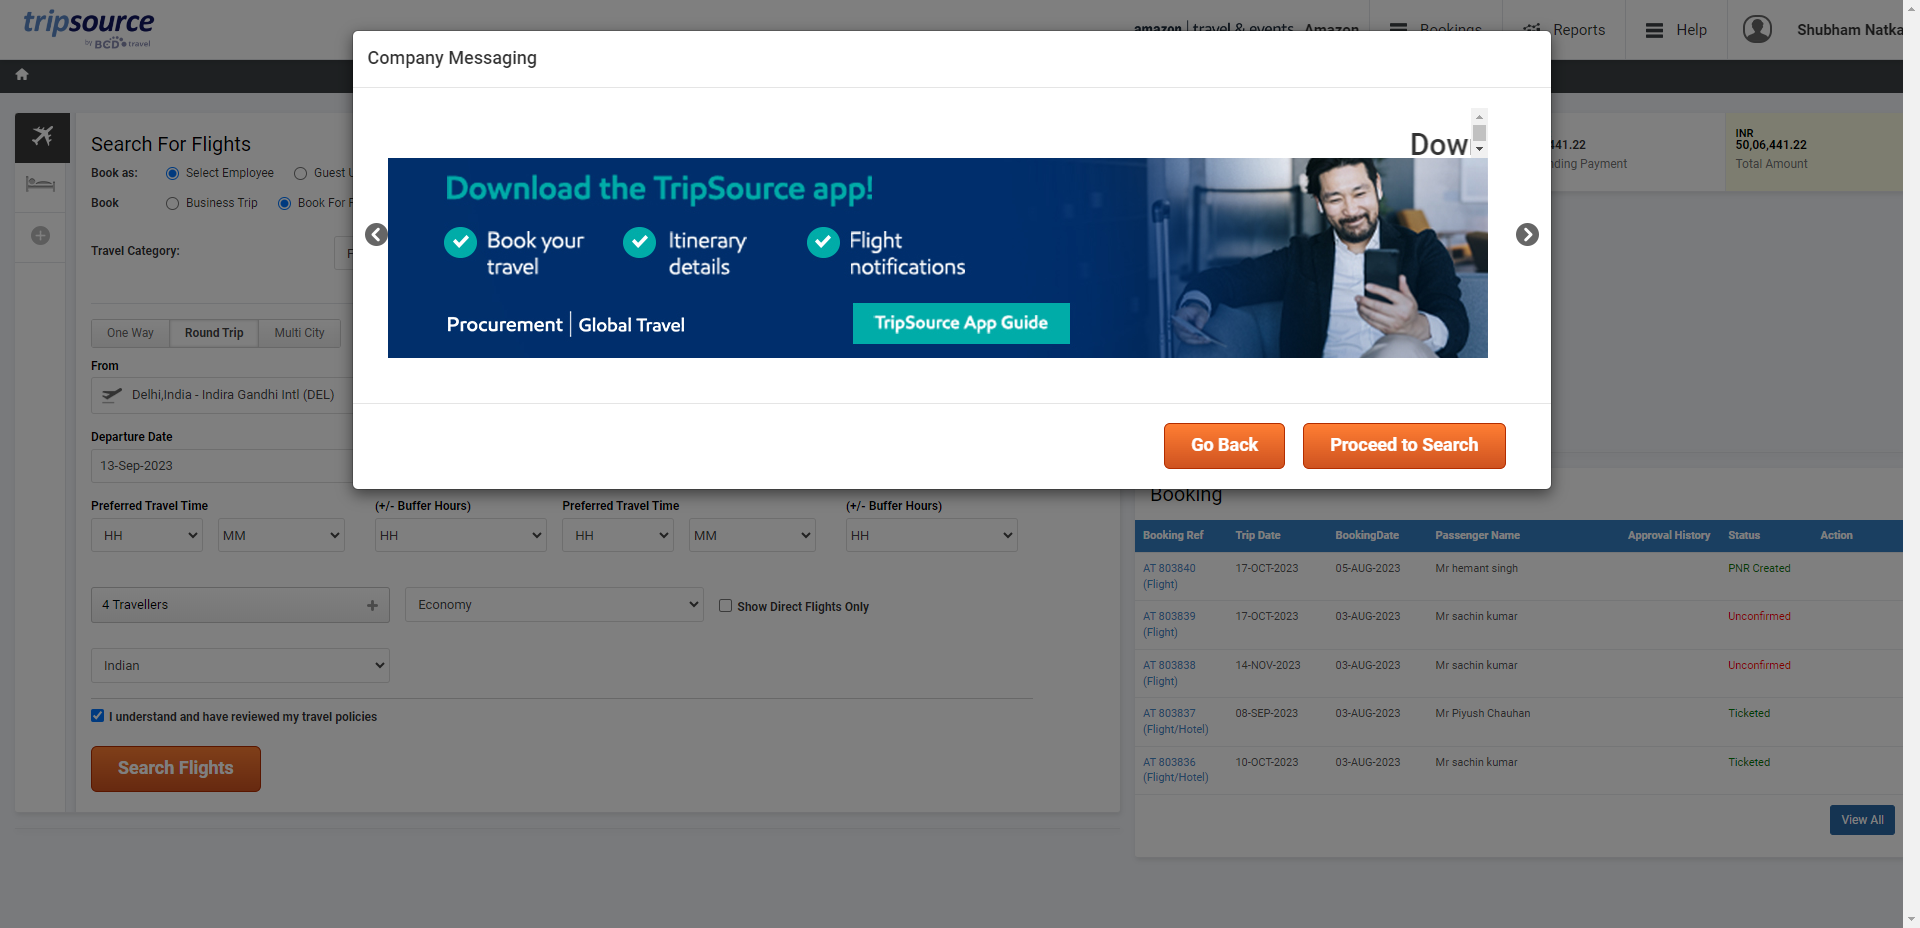 tripsource
by BCD travel
amazon | travel & events Amazon
Bookings
Reports
Help
Shubham Natka
Company Messaging
Dow
Download the TripSource app!
Book your
travel
Itinerary
details
Flight
notifications
Procurement | Global Travel
TripSource App Guide
Go Back
Proceed to Search
Search For Flights
Book as:
Select Employee
Guest
Book
Business Trip
Book For
Travel Category:
One Way
Round Trip
Multi City
From
Delhi,India - Indira Gandhi Intl (DEL)
Departure Date
13-Sep-2023
Preferred Travel Time
(+/- Buffer Hours)
Preferred Travel Time
(+/- Buffer Hours)
HH
MM
HH
HH
MM
HH
4 Travellers
Economy
Show Direct Flights Only
Indian
I understand and have reviewed my travel policies
Search Flights
441.22
nding Payment
INR
50,06,441.22
Total Amount
Booking
Booking Ref Trip Date BookingDate Passenger Name Approval History Status Action
AT 803840 17-OCT-2023 05-AUG-2023 Mr hemant singh PNR Created
(Flight)
AT 803839 17-OCT-2023 03-AUG-2023 Mr sachin kumar Unconfirmed
(Flight)
AT 803838 14-NOV-2023 03-AUG-2023 Mr sachin kumar Unconfirmed
(Flight)
AT 803837 08-SEP-2023 03-AUG-2023 Mr Piyush Chauhan Ticketed
(Flight/Hotel)
AT 803836 10-OCT-2023 03-AUG-2023 Mr sachin kumar Ticketed
(Flight/Hotel)
View All